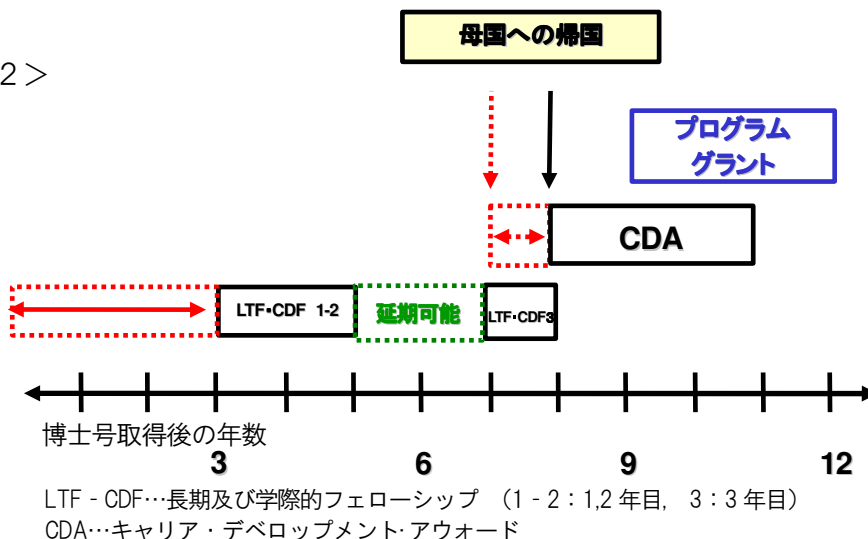 母国への帰国
2＞
プログラム
グラント
CDA
LTF・CDF 1-2
延期可能
LTF・CDF3
博士号取得後の年数
3
6
9
12
LTF‐CDF…長期及び学際的フェローシップ （1‐2：1,2 年目， 3：3 年目）
CDA…キャリア・デベロップメント・アウォード